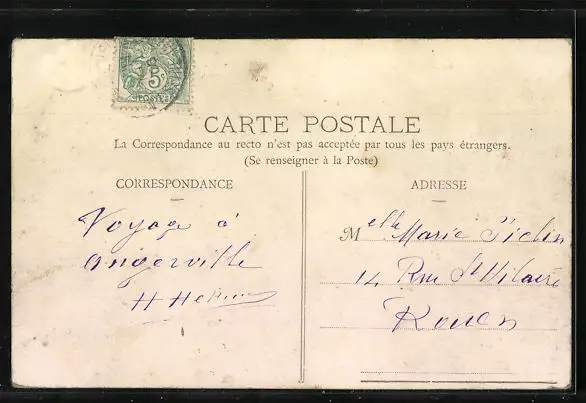 5c
POSTES
CARTE POSTALE
La Correspondance au recto n'est pas acceptée par tous les pays étrangers.
(Se renseigner à la Poste)
CORRESPONDANCE
Voyage à
angerville
ADRESSE
Melle Marie
14 Rue St Hilaire
Rouen